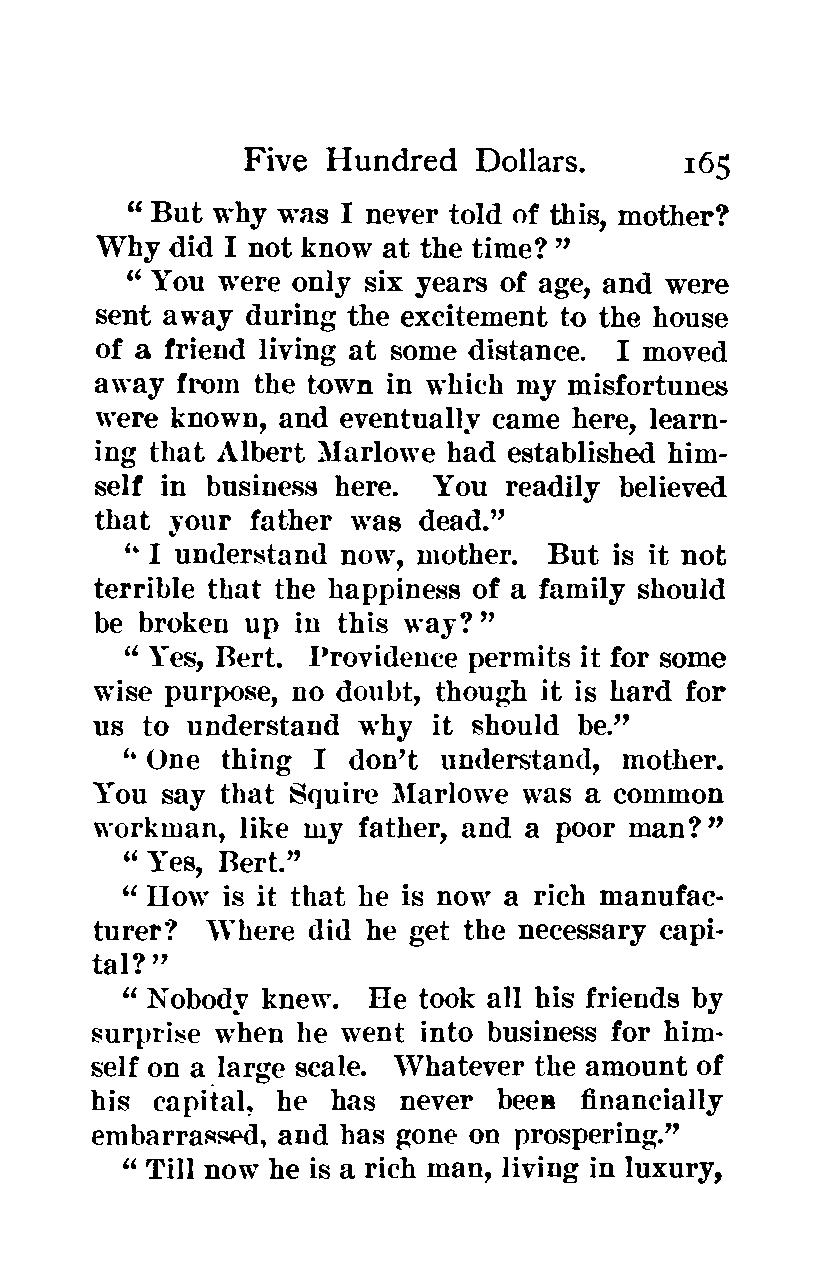 Five Hundred Dollars. 165
" But why was I never told of this, mother?
Why did I not know at the time? "
" You were only six years of age, and were
sent away during the excitement to the house
of a friend living at some distance. I moved
away from the town in which my misfortunes
were known, and eventually came here, learn-
ing that Albert Marlowe had established him-
self in business here. You readily believed
that your father was dead."
" I understand now, mother. But is it not
terrible that the happiness of a family should
be broken up in this way? "
" Yes, Bert. Providence permits it for some
wise purpose, no doubt, though it is hard for
us to understand why it should be."
" One thing I don't understand, mother.
You say that Squire Marlowe was a common
workman, like my father, and a poor man? "
" Yes, Bert."
" How is it that he is now a rich manufac-
turer? Where did he get the necessary capi-
tal? "
" Nobody knew. He took all his friends by
surprise when he went into business for him-
self on a large scale. Whatever the amount of
his capital, he has never been financially
embarrassed, and has gone on prospering."
" Till now he is a rich man, living in luxury,